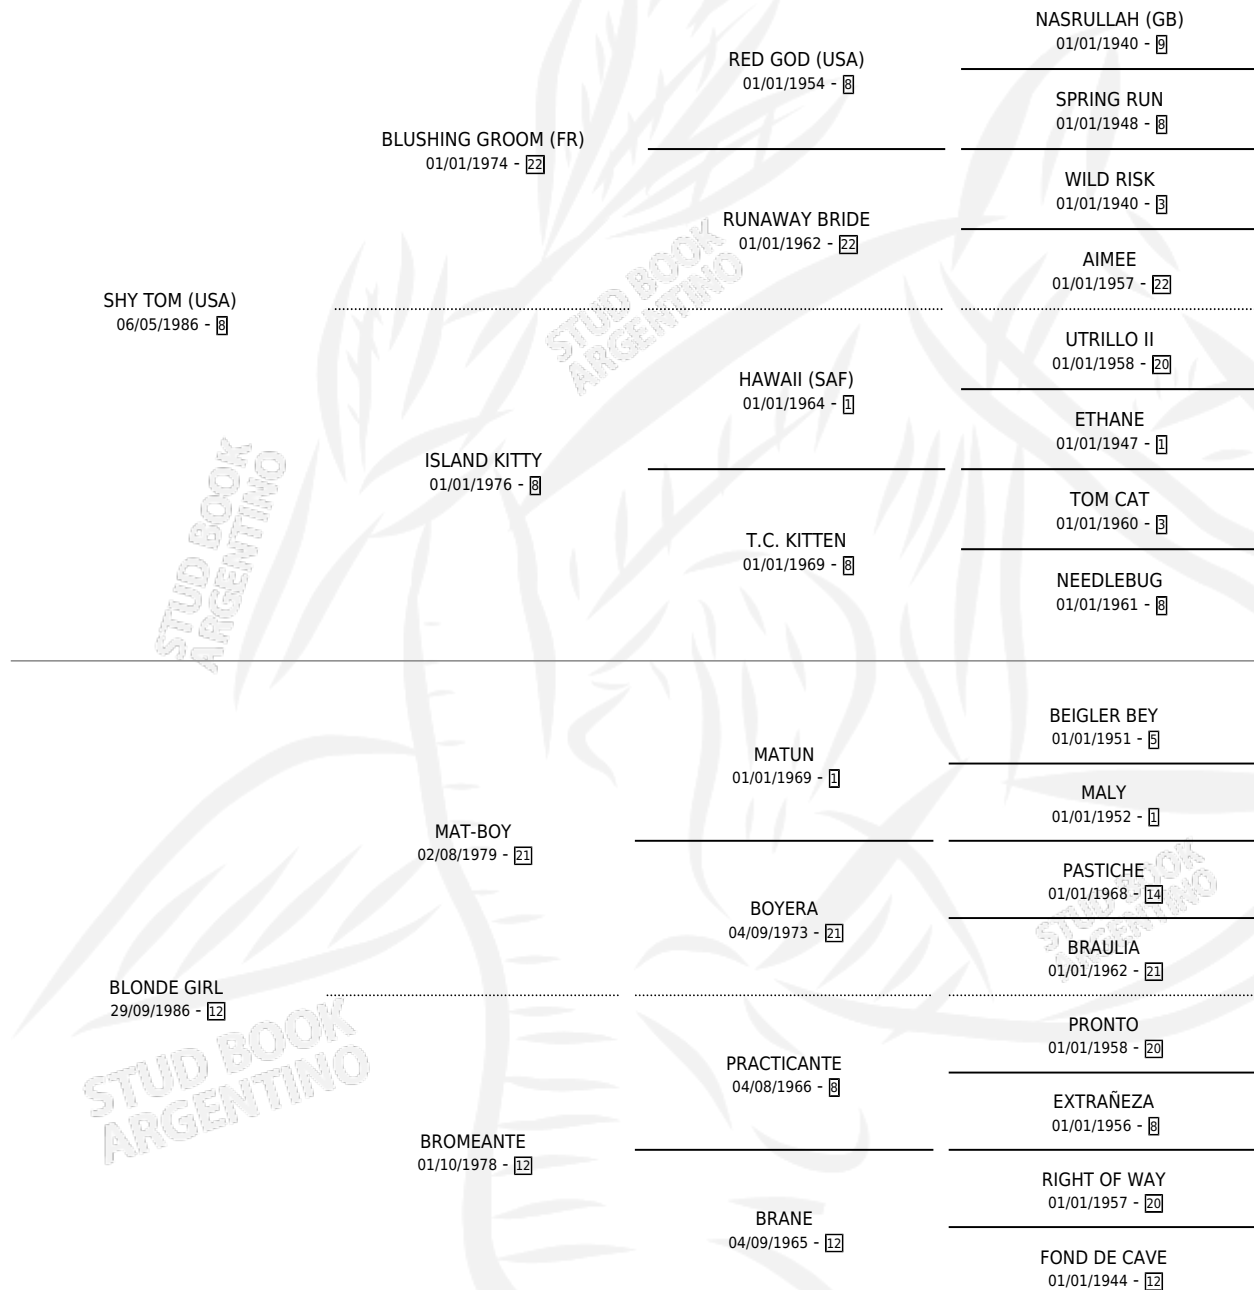 NASRULLAH (GB)
01/01/1940 - 9
RED GOD (USA)
01/01/1954 - 8
SPRING RUN
01/01/1948 - 8
BLUSHING GROOM (FR)
01/01/1974 - 22
WILD RISK
01/01/1940 - 3
RUNAWAY BRIDE
01/01/1962 - 22
AIMEE
01/01/1957 - 22
SHY TOM (USA)
06/05/1986 - 8
UTRILLO II
01/01/1958 - 20
HAWAII (SAF)
01/01/1964 - 1
ETHANE
01/01/1947 - 1
ISLAND KITTY
01/01/1976 - 8
TOM CAT
01/01/1960 - 3
T.C. KITTEN
01/01/1969 - 8
NEEDLEBUG
01/01/1961 - 8
BEIGLER BEY
01/01/1951 - 5
MATUN
01/01/1969 - 1
MALY
01/01/1952 - 1
MAT-BOY
02/08/1979 - 21
PASTICHE
01/01/1968 - 14
BOYERA
04/09/1973 - 21
BRAULIA
01/01/1962 - 21
BLONDE GIRL
29/09/1986 - 12
PRONTO
01/01/1958 - 20
PRACTICANTE
04/08/1966 - 8
EXTRAÑEZA
01/01/1956 - 8
BROMEANTE
01/10/1978 - 12
RIGHT OF WAY
01/01/1957 - 20
BRANE
04/09/1965 - 12
FOND DE CAVE
01/01/1944 - 12
STUD BOOK
ARGENTINO
STUD BOOK
ARGENTINO
STUD BOOK
ARGENTINO
STUD BOOK
ARGENTINO